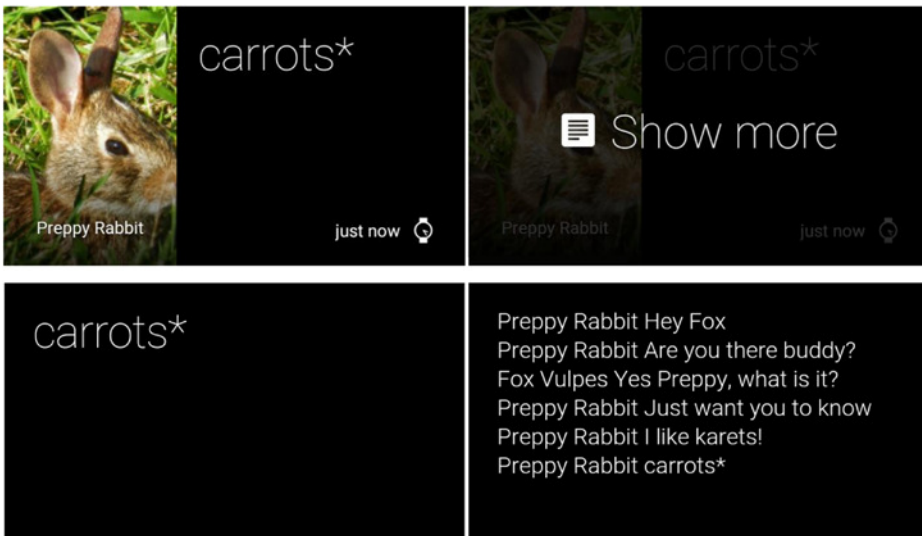 carrots*
Preppy Rabbit
just now
carrots*
Show more
Preppy Rabbit
just now
carrots*
Preppy Rabbit Hey Fox
Preppy Rabbit Are you there buddy?
Fox Vulpes Yes Preppy, what is it?
Preppy Rabbit Just want you to know
Preppy Rabbit I like karets!
Preppy Rabbit carrots*